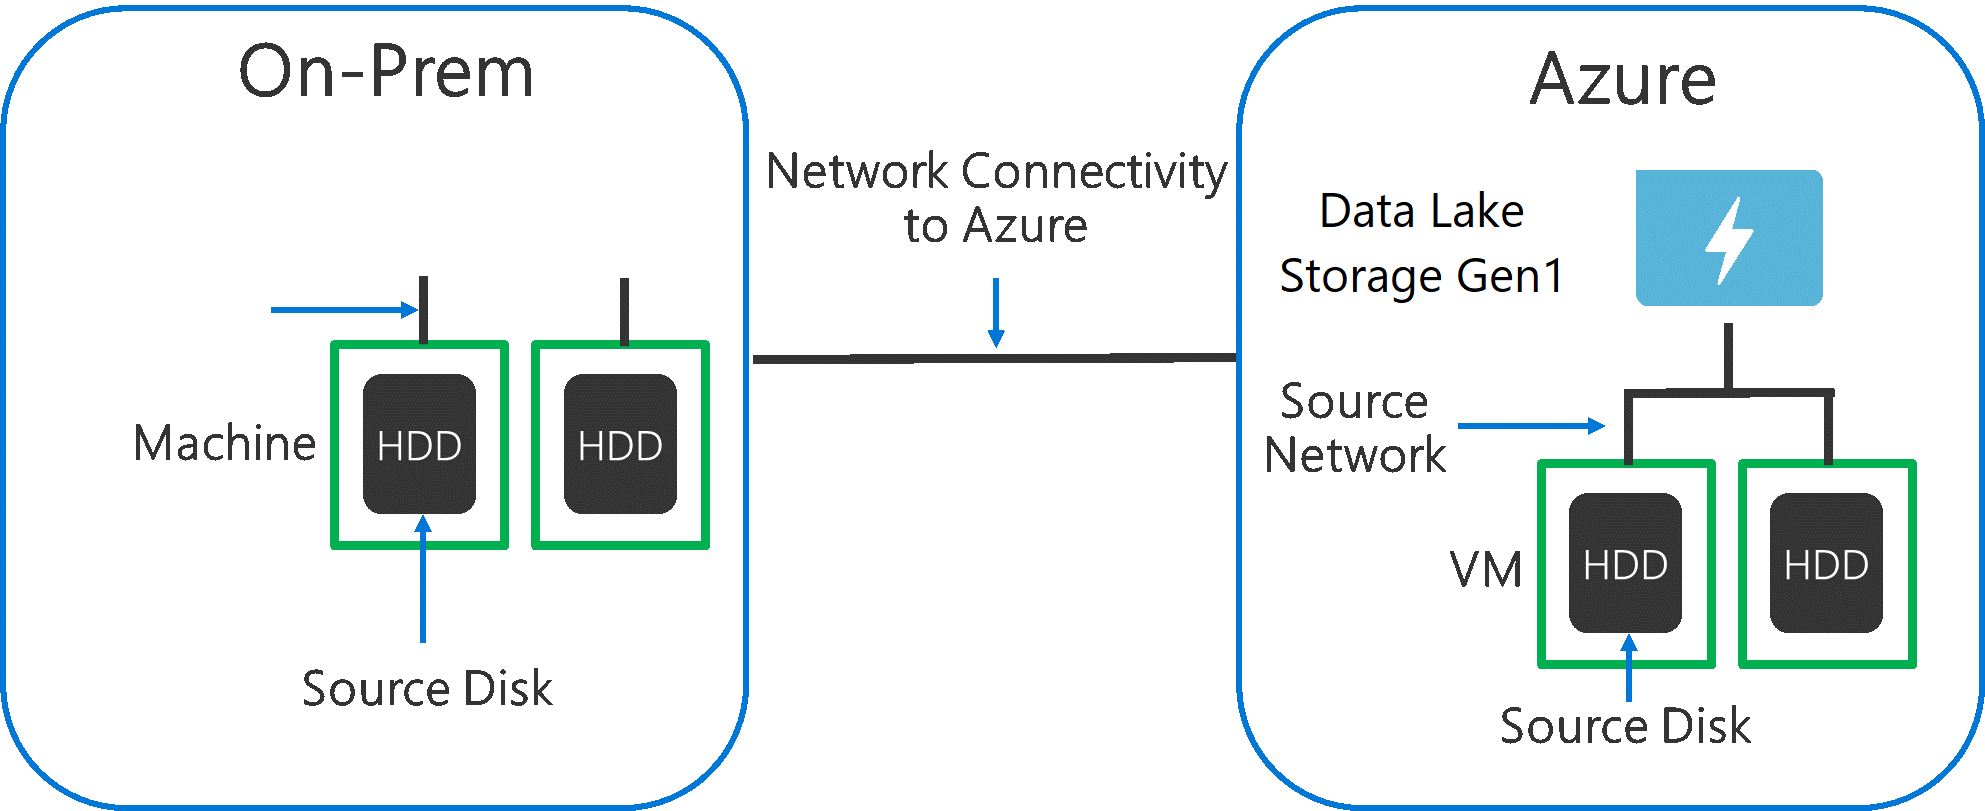 On-Prem
Machine
HDD
HDD
Source Disk
Network Connectivity
to Azure
Azure
Data Lake
Storage Gen1
Source
Network
VM
HDD
HDD
Source Disk